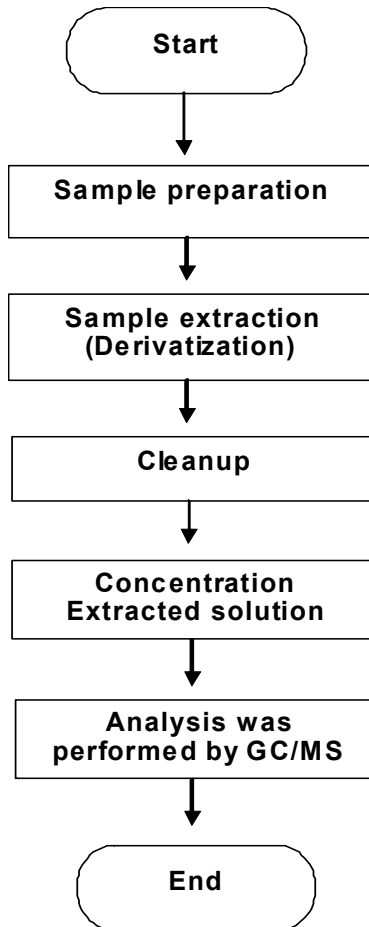 Start
Sample preparation
Sample extraction
(Derivatization)
Cleanup
Concentration
Extracted solution
Analysis was
performed by GC/MS
End